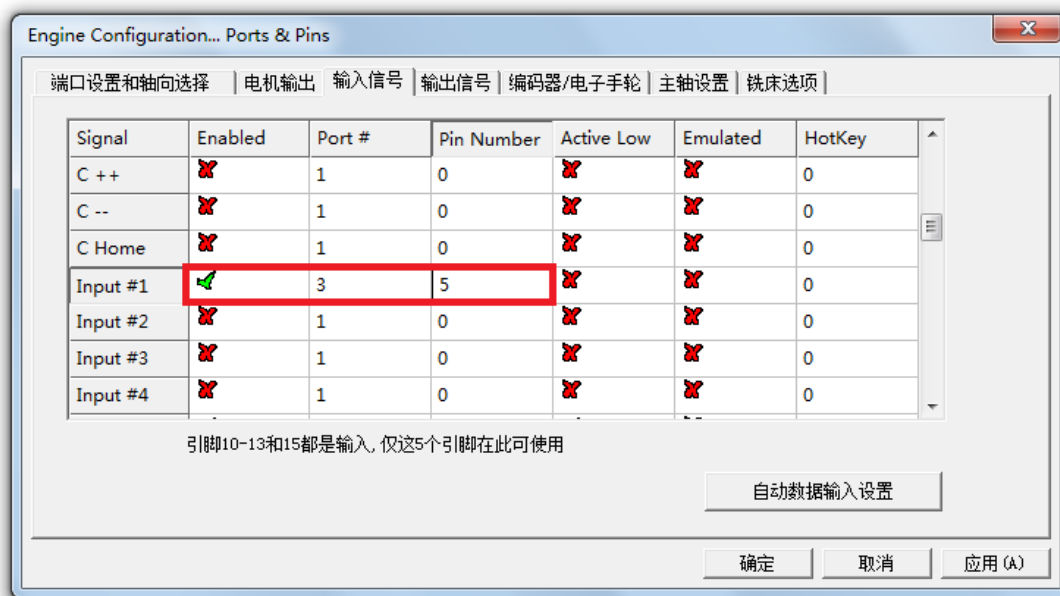 Engine Configuration... Ports & Pins
端口设置和轴向选择 电机输出 输入信号 输出信号 编码器/电子手轮 主轴设置 铣床选项
Signal Enabled Port # Pin Number Active Low Emulated HotKey
C ++ 1 0 0
C -- 1 0 0
C Home 1 0 0
Input #1 3 5 0
Input #2 1 0 0
Input #3 1 0 0
Input #4 1 0 0
引脚10-13和15都是输入,仅这5个引脚在此可使用
自动数据输入设置
确定 取消 应用(A)